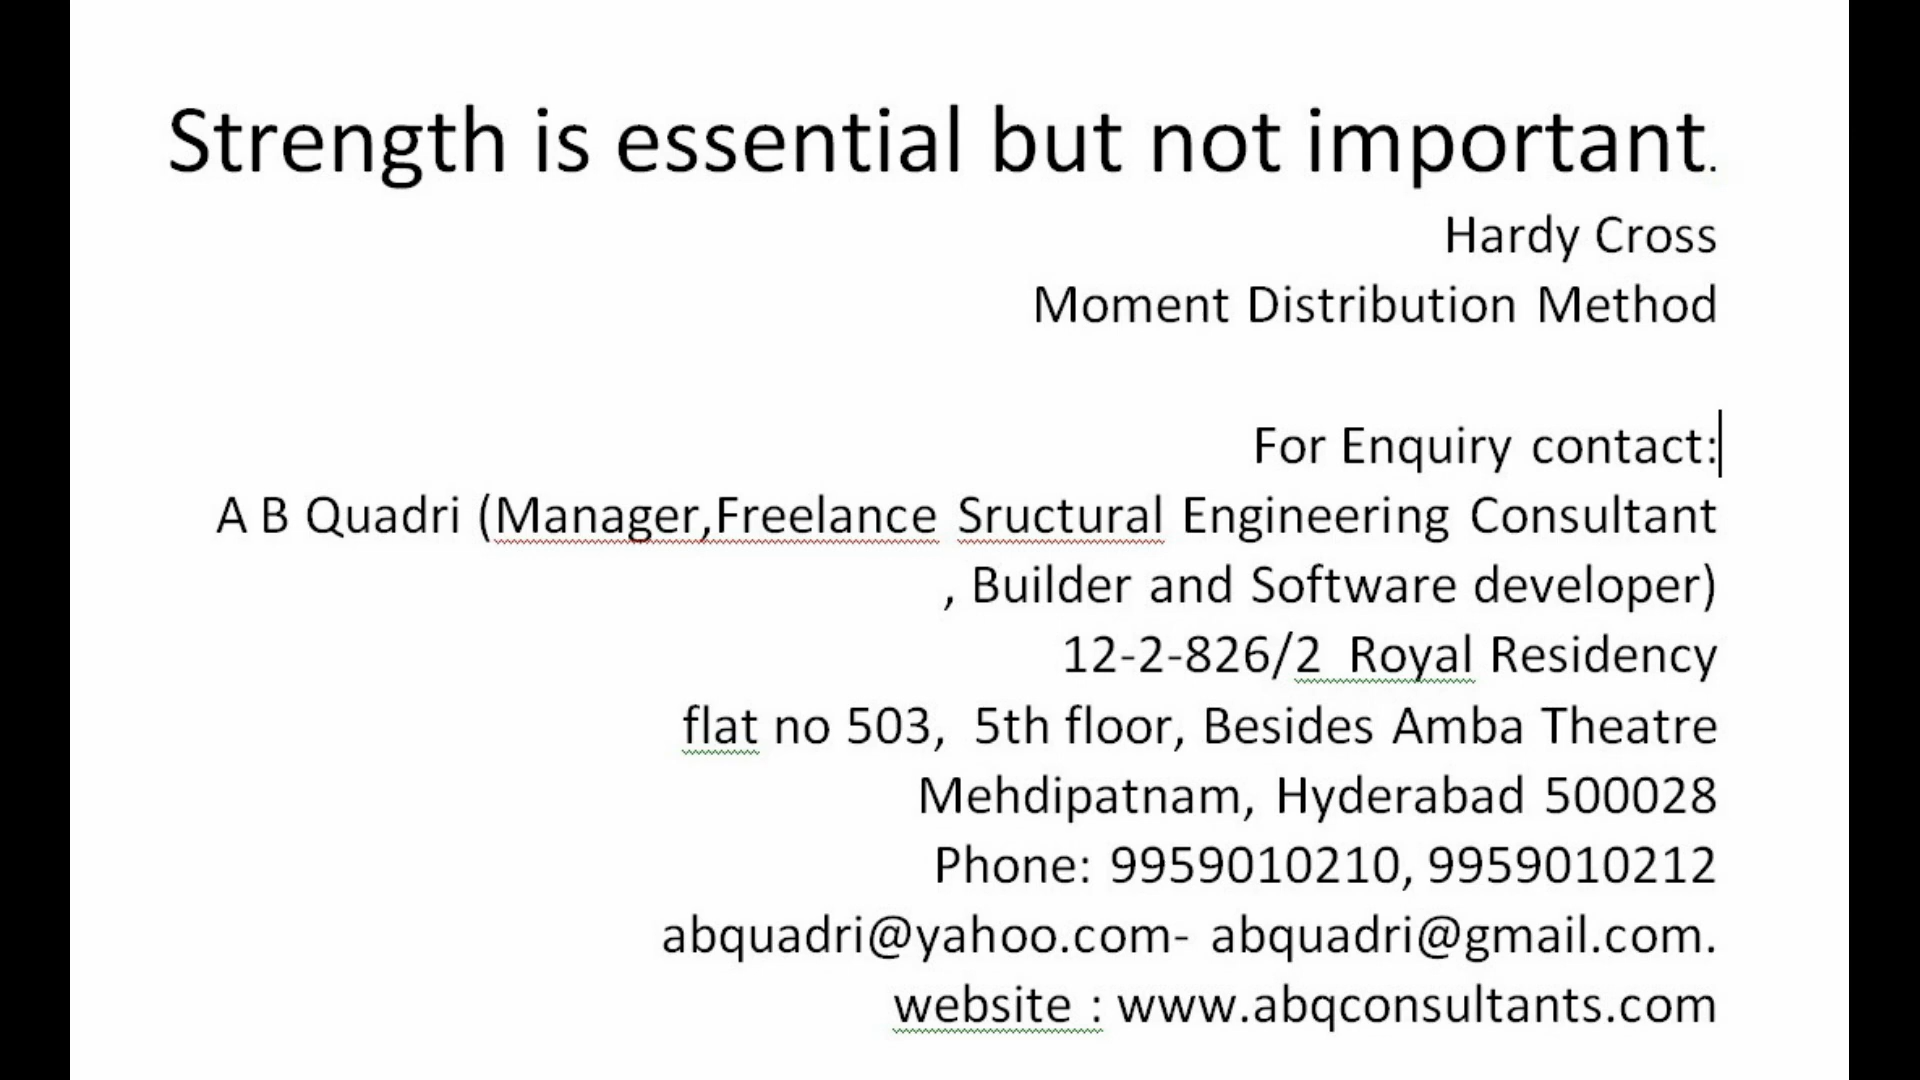 Strength is essential but not important.
Hardy Cross
Moment Distribution Method
For Enquiry contact:
A B Quadri (Manager,Freelance Sructural Engineering Consultant
, Builder and Software developer)
12-2-826/2  Royal Residency
flat no 503,  5th floor, Besides Amba Theatre
Mehdipatnam, Hyderabad 500028
Phone: 9959010210, 9959010212
abquadri@yahoo.com- abquadri@gmail.com.
website : www.abqconsultants.com